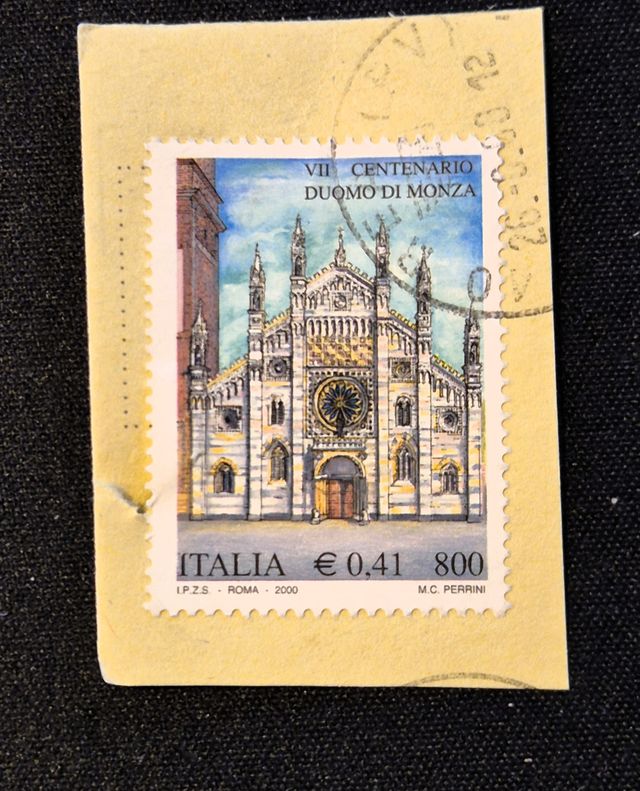 VII CENTENARIO
DUOMO DI MONZA
ITALIA € 0,41 800
I.P.Z.S. - ROMA - 2000
M.C. PERRINI